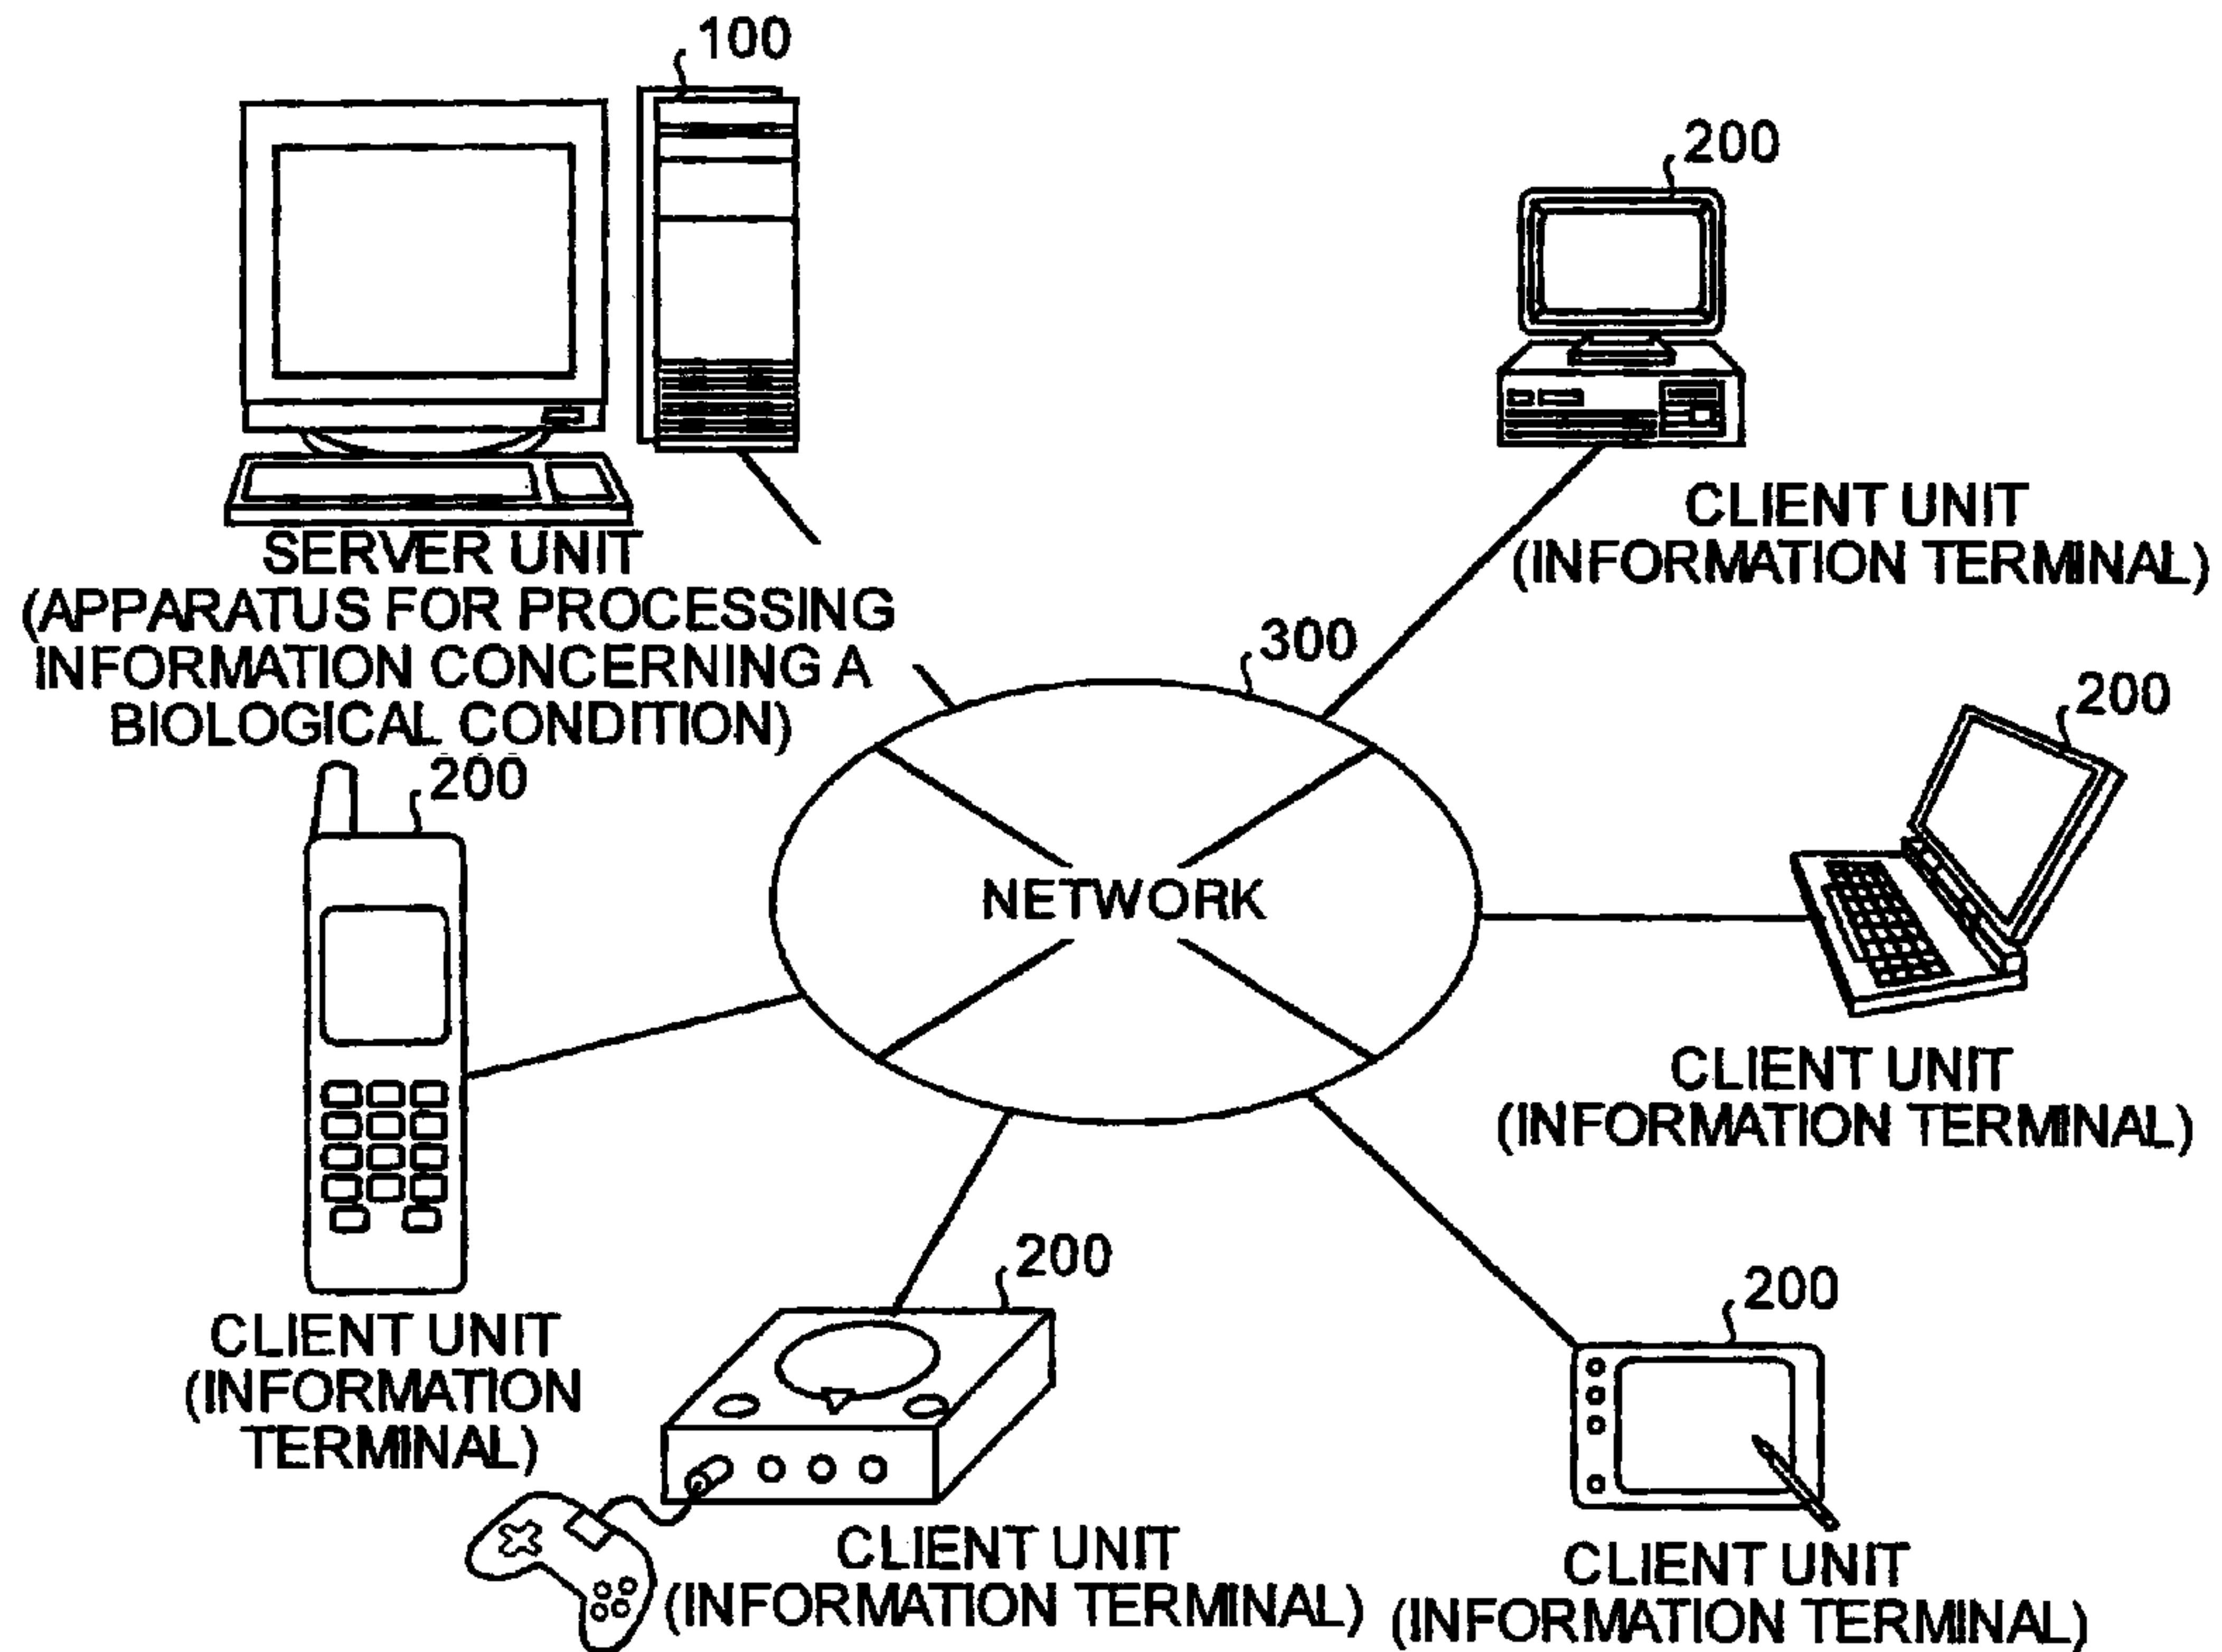 100
SERVER UNIT
(APPARATUS FOR PROCESSING
INFORMATION CONCERNING A
BIOLOGICAL CONDITION)
200
CLIENT UNIT
(INFORMATION TERMINAL)
300
NETWORK
200
CLIENT UNIT
(INFORMATION TERMINAL)
200
CLIENT UNIT
(INFORMATION
TERMINAL)
200
CLIENT UNIT
(INFORMATION TERMINAL)
200
CLIENT UNIT
(INFORMATION TERMINAL)